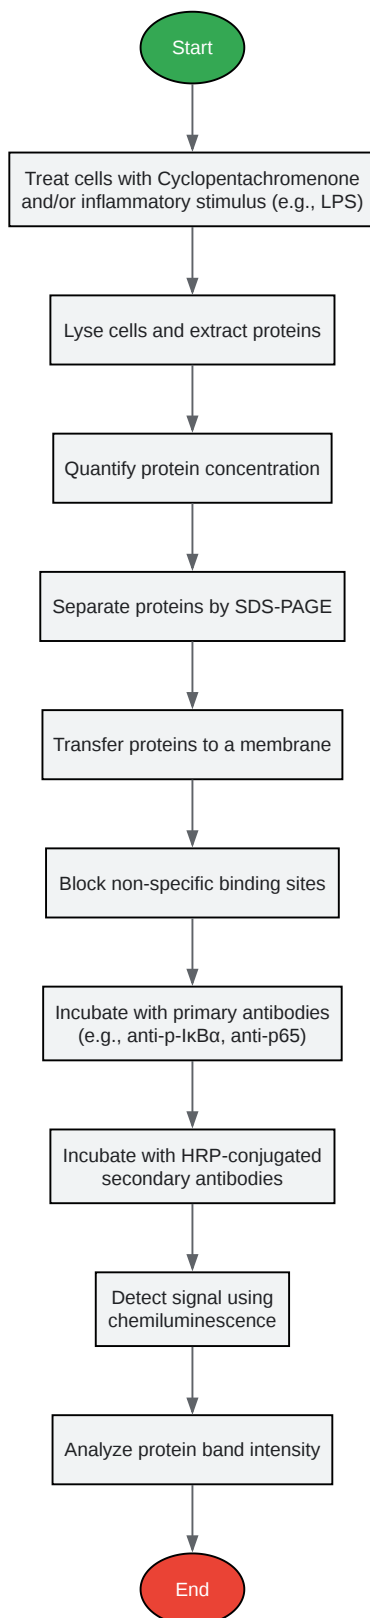 Start
Treat cells with Cyclopentachromenone
and/or inflammatory stimulus (e.g., LPS)
Lyse cells and extract proteins
Quantify protein concentration
Separate proteins by SDS-PAGE
Transfer proteins to a membrane
Block non-specific binding sites
Incubate with primary antibodies
(e.g., anti-p-IκBα, anti-p65)
Incubate with HRP-conjugated
secondary antibodies
Detect signal using
chemiluminescence
Analyze protein band intensity
End